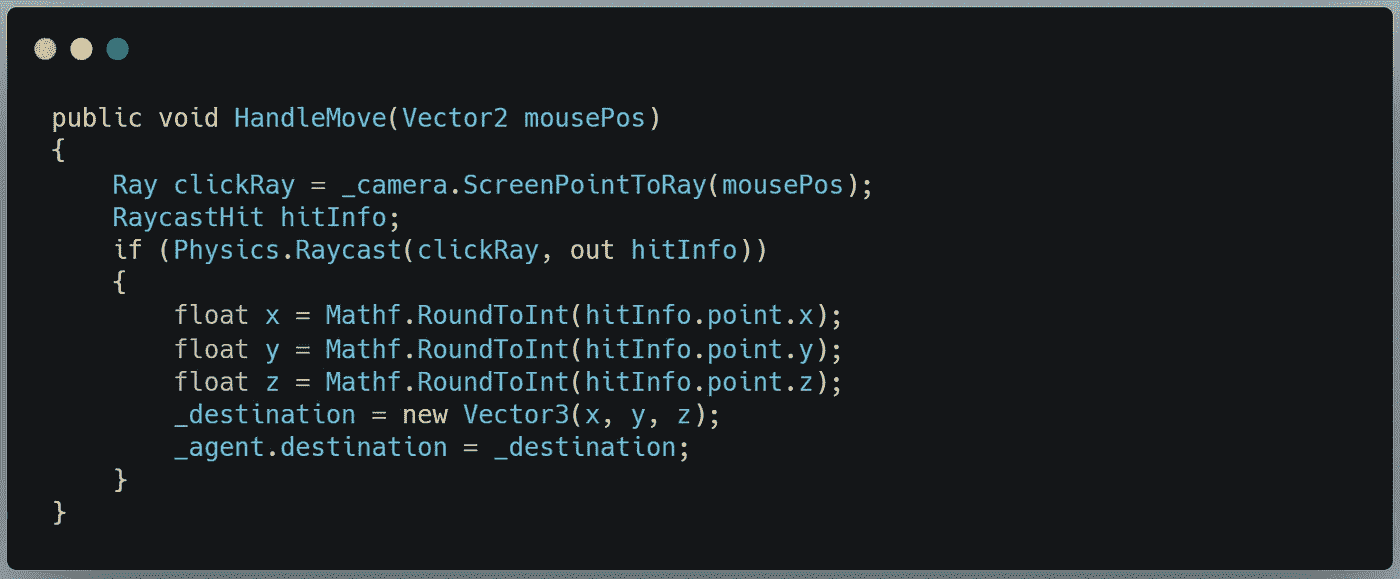 public void HandleMove(Vector2 mousePos)
{
    Ray clickRay = _camera.ScreenPointToRay(mousePos);
    RaycastHit hitInfo;
    if (Physics.Raycast(clickRay, out hitInfo))
    {
        float x = Mathf.RoundToInt(hitInfo.point.x);
        float y = Mathf.RoundToInt(hitInfo.point.y);
        float z = Mathf.RoundToInt(hitInfo.point.z);
        _destination = new Vector3(x, y, z);
        _agent.destination = _destination;
    }
}